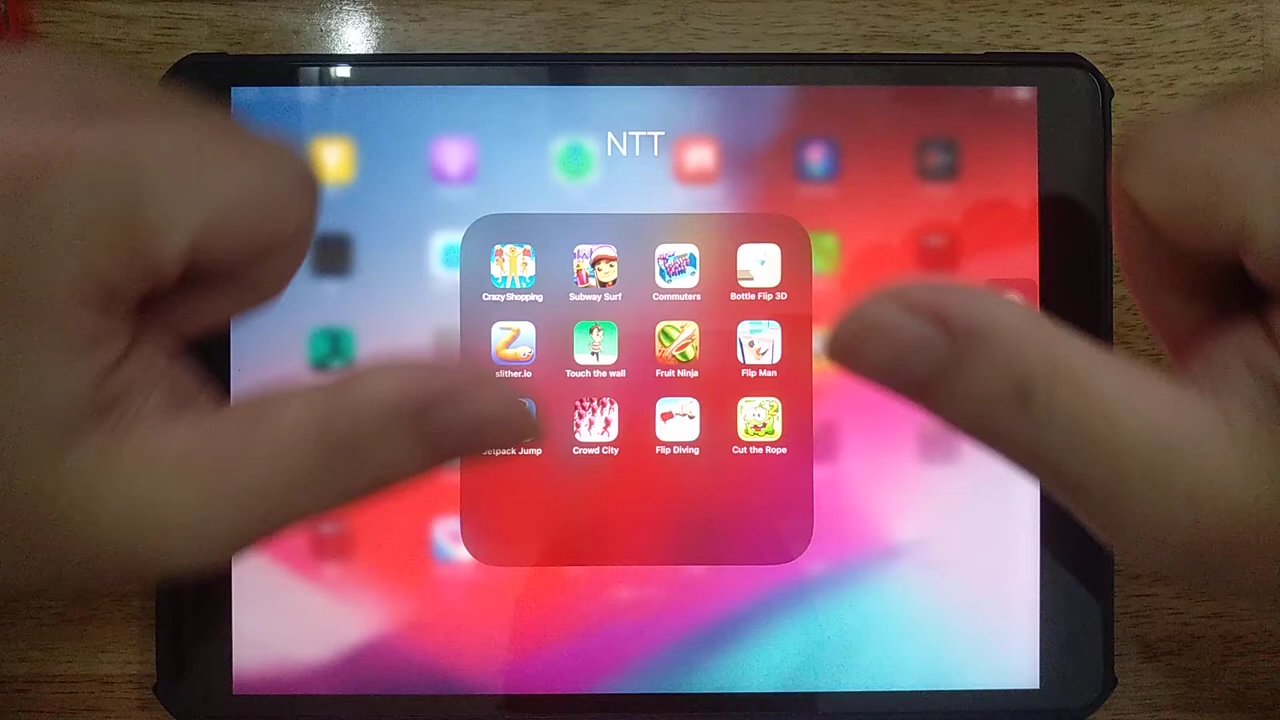 NTT
Crazy Shopping Subway Surf Commuters Bottle Flip 3D
slither.io Touch the wall Fruit Ninja Flip Man
Jetpack Jump Crowd City Flip Diving Cut the Rope